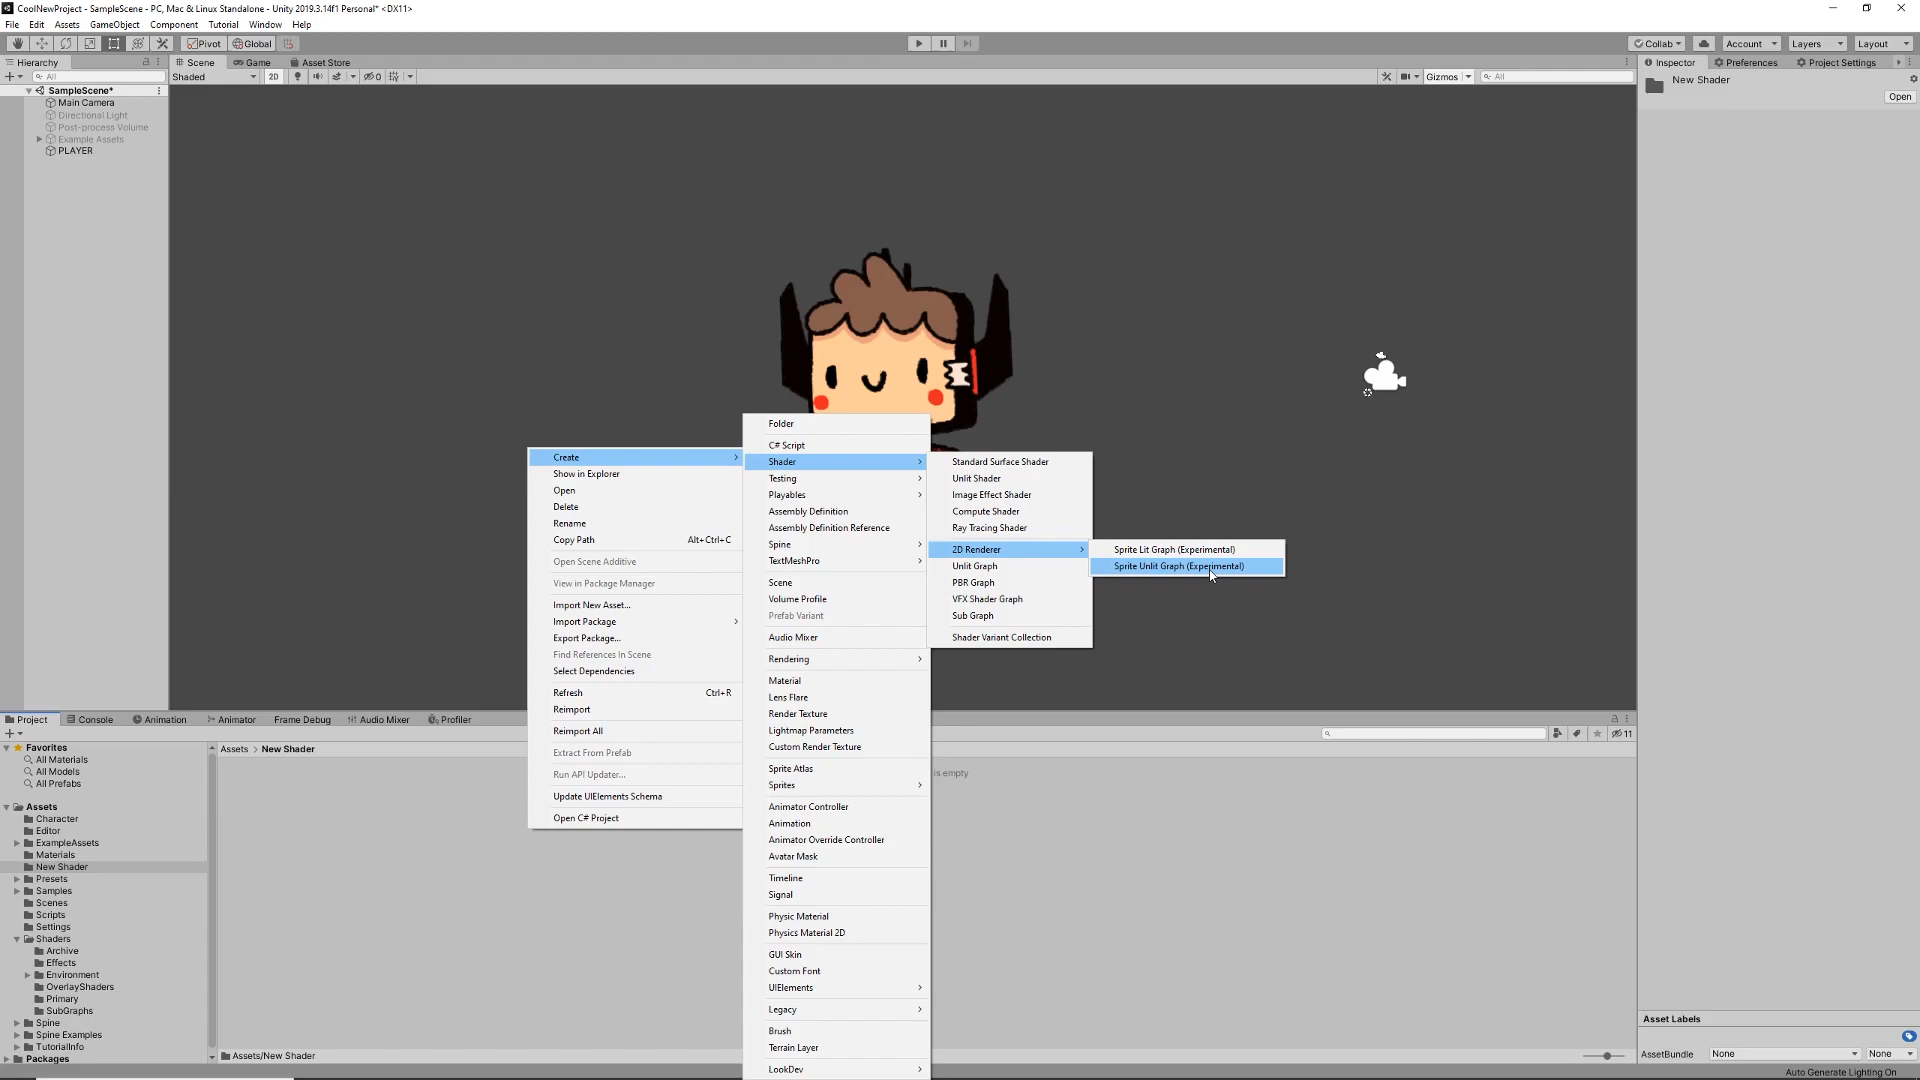 CoolNewProject - SampleScene - PC, Mac & Linux Standalone - Unity 2019.3.14f1 Personal* <DX11>
File Edit Assets GameObject Component Tutorial Window Help
Pivot Global Collab Account Layers Layout
Hierarchy
All
SampleScene*
Main Camera
Directional Light
Post-process Volume
Example Assets
PLAYER
Scene Game Asset Store
Shaded 2D 0 Gizmos All
Inspector Preferences Project Settings
New Shader
Open
Create
Show in Explorer
Open
Delete
Rename
Copy Path Alt+Ctrl+C
Open Scene Additive
View in Package Manager
Import New Asset...
Import Package
Export Package...
Find References In Scene
Select Dependencies
Refresh Ctrl+R
Reimport
Reimport All
Extract From Prefab
Run API Updater...
Update UIElements Schema
Open C# Project
Folder
C# Script
Shader
Testing
Playables
Assembly Definition
Assembly Definition Reference
Spine
TextMeshPro
Scene
Volume Profile
Prefab Variant
Audio Mixer
Rendering
Material
Lens Flare
Render Texture
Lightmap Parameters
Custom Render Texture
Sprite Atlas
Sprites
Animator Controller
Animation
Animator Override Controller
Avatar Mask
Timeline
Signal
Physic Material
Physics Material 2D
GUI Skin
Custom Font
UIElements
Legacy
Brush
Terrain Layer
LookDev
Standard Surface Shader
Unlit Shader
Image Effect Shader
Compute Shader
Ray Tracing Shader
2D Renderer
Unlit Graph
PBR Graph
VFX Shader Graph
Sub Graph
Shader Variant Collection
Sprite Lit Graph (Experimental)
Sprite Unlit Graph (Experimental)
Project Console Animation Animator Frame Debug Audio Mixer Profiler
11
Favorites
All Materials
All Models
All Prefabs
Assets
Character
Editor
ExampleAssets
Materials
New Shader
Presets
Samples
Scenes
Scripts
Settings
Shaders
Archive
Effects
Environment
OverlayShaders
Primary
SubGraphs
Spine
Spine Examples
TutorialInfo
Packages
Assets > New Shader
is empty
Assets/New Shader
Asset Labels
AssetBundle None None
Auto Generate Lighting On